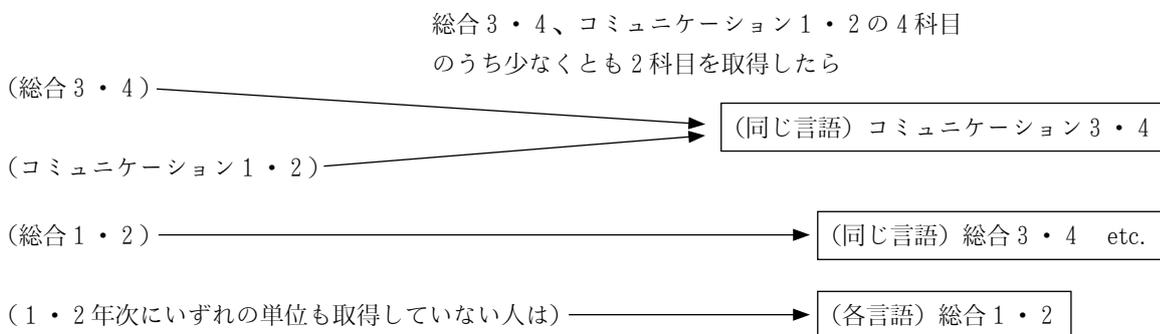 総合3・4、コミュニケーション1・2の4科目
のうち少なくとも2科目を取得したら
(総合3・4)
(同じ言語)コミュニケーション3・4
(コミュニケーション1・2)
(総合1・2)
(同じ言語)総合3・4 etc.
(1・2年次にいずれの単位も取得していない人は)
(各言語)総合1・2